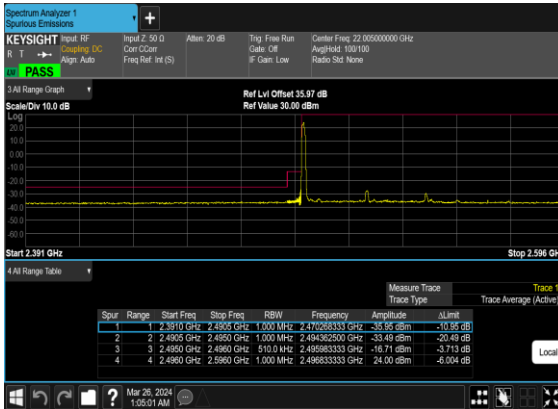 Spectrum Analyzer 1
Spurious Emissions
+
KEYSIGHT
R T
LXI PASS
Input: RF
Coupling: DC
Align: Auto
Input Z: 50 Ω
Corr CCorr
Freq Ref: Int (S)
Atten: 20 dB
Trig: Free Run
Gate: Off
IF Gain: Low
Center Freq: 22.005000000 GHz
Avg|Hold: 100/100
Radio Std: None
3 All Range Graph
Scale/Div 10.0 dB
Ref Lvl Offset 35.97 dB
Ref Value 30.00 dBm
Log
20.0
10.0
0.00
-10.0
-20.0
-30.0
-40.0
-50.0
-60.0
Start 2.391 GHz
Stop 2.596 GH
4 All Range Table
Measure Trace Trace 1
Trace Type Trace Average (Active)
Spur Range Start Freq Stop Freq RBW Frequency Amplitude ΔLimit
1 1 2.3910 GHz 2.4905 GHz 1.000 MHz 2.470268333 GHz -35.95 dBm -10.95 dB
2 2 2.4905 GHz 2.4950 GHz 1.000 MHz 2.494362500 GHz -33.49 dBm -20.49 dB
3 3 2.4950 GHz 2.4960 GHz 510.0 kHz 2.495983333 GHz -16.71 dBm -3.713 dB
4 4 2.4960 GHz 2.5960 GHz 1.000 MHz 2.496833333 GHz 24.00 dBm -6.004 dB
Local
?
Mar 26, 2024
1:05:01 AM